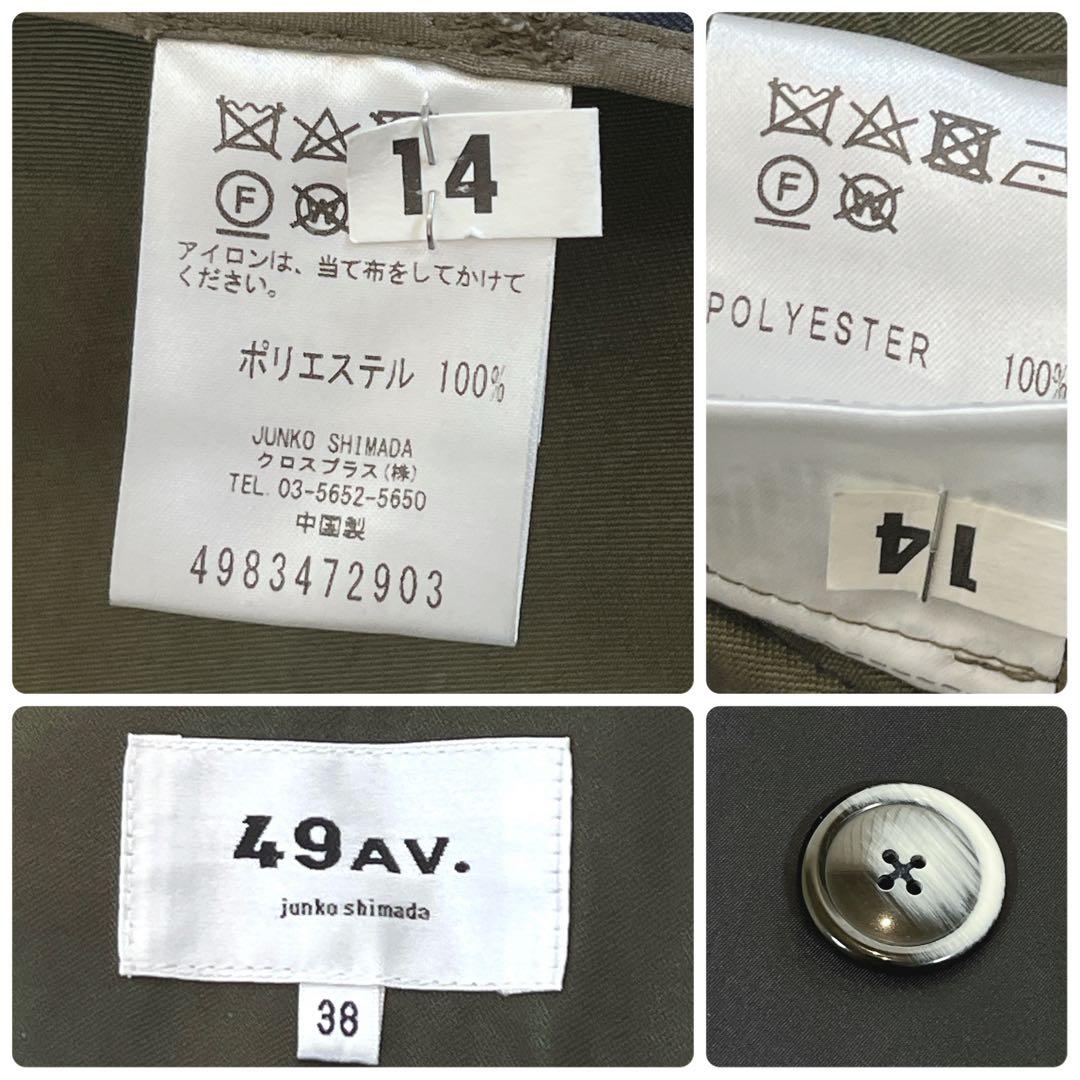 14
F W
アイロンは、当て布をしてかけて
ください。
ポリエステル 100%
JUNKO SHIMADA
クロスプラス(株)
TEL. 03-5652-5650
中国製
4983472903
F W
POLYESTER 100%
14
49AV.
junko shimada
38